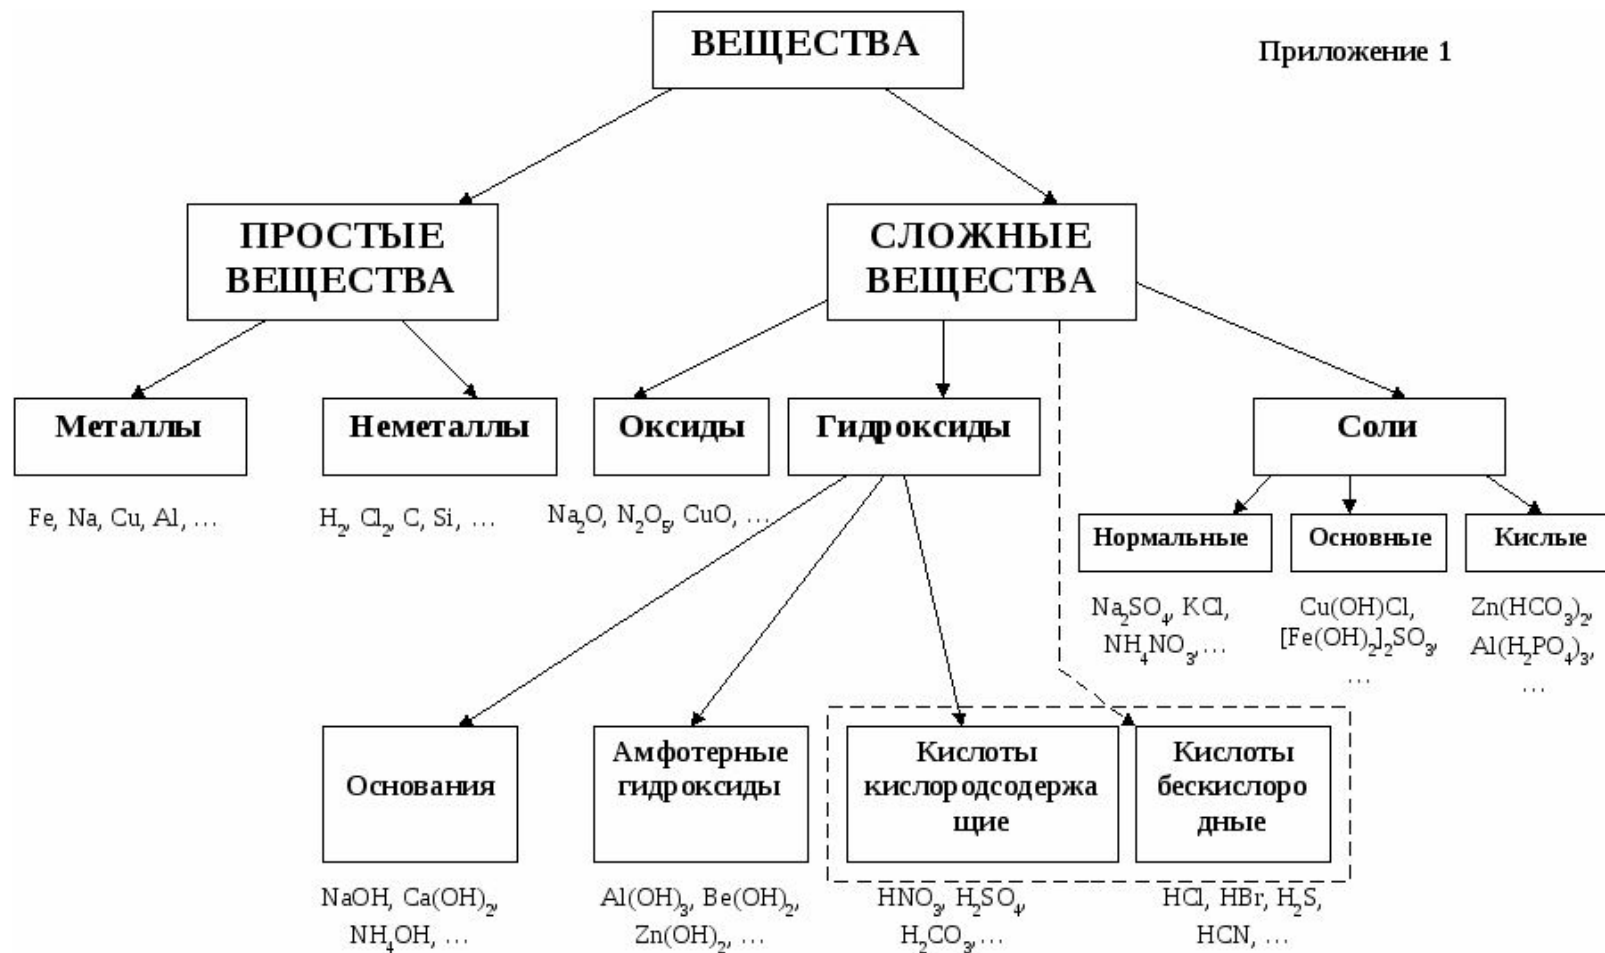 ВЕЩЕСТВА
Приложение 1
ПРОСТЫЕ
ВЕЩЕСТВА
СЛОЖНЫЕ
ВЕЩЕСТВА
Металлы
Неметаллы
Оксиды
Гидроксиды
Соли
Fe, Na, Cu, Al, …
H₂, Cl₂, C, Si, …
Na₂O, N₂O₅, CuO, …
Нормальные
Основные
Кислые
Na₂SO₄, KCl,
NH₄NO₃,…
Cu(OH)Cl,
[Fe(OH)₂]₂SO₃,
…
Zn(HCO₃)₂,
Al(H₂PO₄)₃,
…
Основания
Амфотерные
гидроксиды
Кислоты
кислородсодержа
щие
Кислоты
бескислоро
дные
NaOH, Ca(OH)₂,
NH₄OH, …
Al(OH)₃, Be(OH)₂,
Zn(OH)₂, …
HNO₃, H₂SO₄,
H₂CO₃,…
HCl, HBr, H₂S,
HCN, …